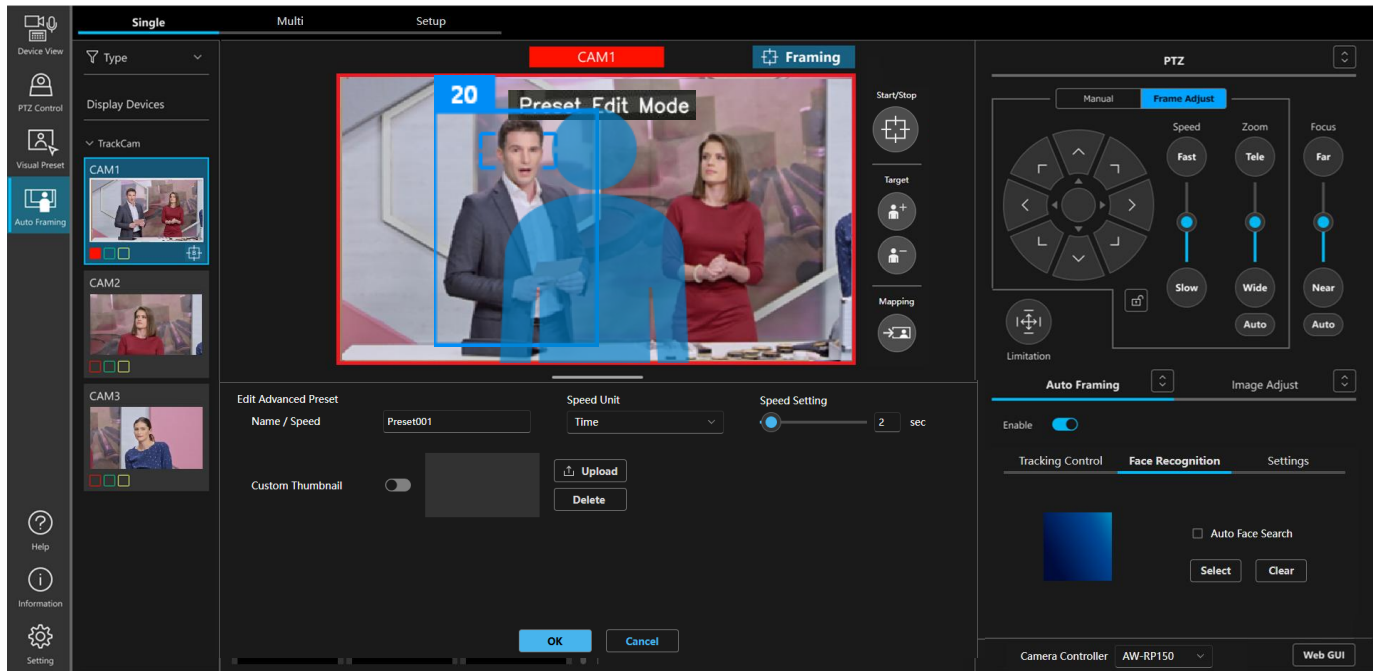 Single
Multi
Setup
Device View
PTZ Control
Visual Preset
Auto Framing
Help
Information
Setting
Type
Display Devices
TrackCam
CAM1
CAM2
CAM3
CAM1
Framing
20
Preset Edit Mode
Start/Stop
Target
Mapping
Edit Advanced Preset
Name / Speed
Preset001
Speed Unit
Time
Speed Setting
2 sec
Custom Thumbnail
Upload
Delete
OK
Cancel
PTZ
Manual
Frame Adjust
Speed
Zoom
Focus
Fast
Tele
Far
Slow
Wide
Near
Auto
Auto
Limitation
Auto Framing
Image Adjust
Enable
Tracking Control
Face Recognition
Settings
Auto Face Search
Select
Clear
Camera Controller
AW-RP150
Web GUI